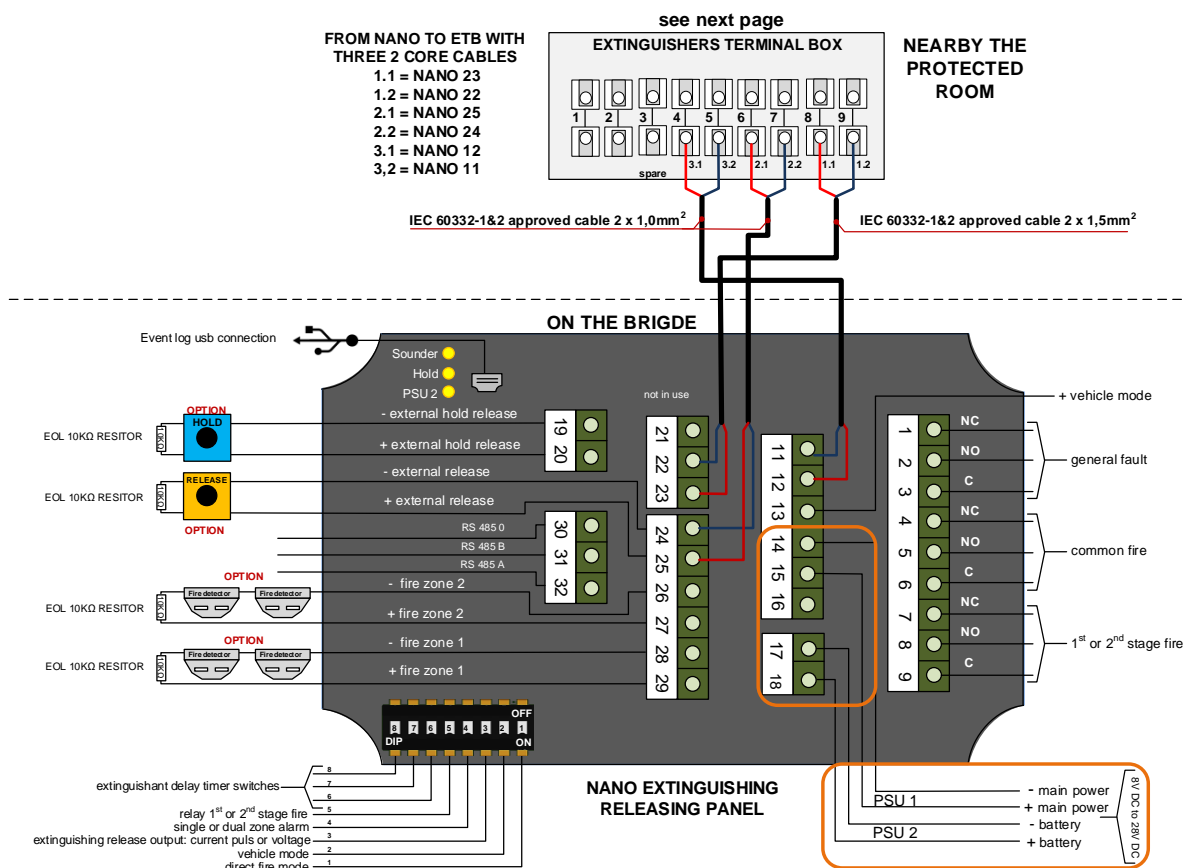 see next page
FROM NANO TO ETB WITH
THREE 2 CORE CABLES
1.1 = NANO 23
1.2 = NANO 22
2.1 = NANO 25
2.2 = NANO 24
3.1 = NANO 12
3,2 = NANO 11
EXTINGUISHERS TERMINAL BOX
1 2 3 4 5 6 7 8 9
spare 3.1 3.2 2.1 2.2 1.1 1.2
NEARBY THE
PROTECTED
ROOM
IEC 60332-1&2 approved cable 2 x 1,0mm²
IEC 60332-1&2 approved cable 2 x 1,5mm²
ON THE BRIGDE
Event log usb connection
Sounder
Hold
PSU 2
not in use
OPTION
HOLD
EOL 10KΩ RESITOR
10KΩ
- external hold release
+ external hold release
RELEASE
EOL 10KΩ RESITOR
10KΩ
OPTION
- external release
+ external release
RS 485 0
RS 485 B
RS 485 A
OPTION
Fire detector Fire detector
EOL 10KΩ RESITOR
10KΩ
- fire zone 2
+ fire zone 2
OPTION
Fire detector Fire detector
EOL 10KΩ RESITOR
10KΩ
- fire zone 1
+ fire zone 1
19
20
30
31
32
21
22
23
24
25
26
27
28
29
11
12
13
14
15
16
17
18
1
2
3
4
5
6
7
8
9
+ vehicle mode
NC
NO
C
general fault
NC
NO
C
common fire
NC
NO
C
1st or 2nd stage fire
OFF
8 7 6 5 4 3 2 1
DIP ON
NANO EXTINGUISHING
RELEASING PANEL
8
extinguishant delay timer switches 7
6
relay 1st or 2nd stage fire 5
single or dual zone alarm 4
extinguishing release output: current puls or voltage 3
vehicle mode 2
direct fire mode 1
PSU 1
PSU 2
- main power
+ main power
- battery
+ battery
8V DC to 28V DC